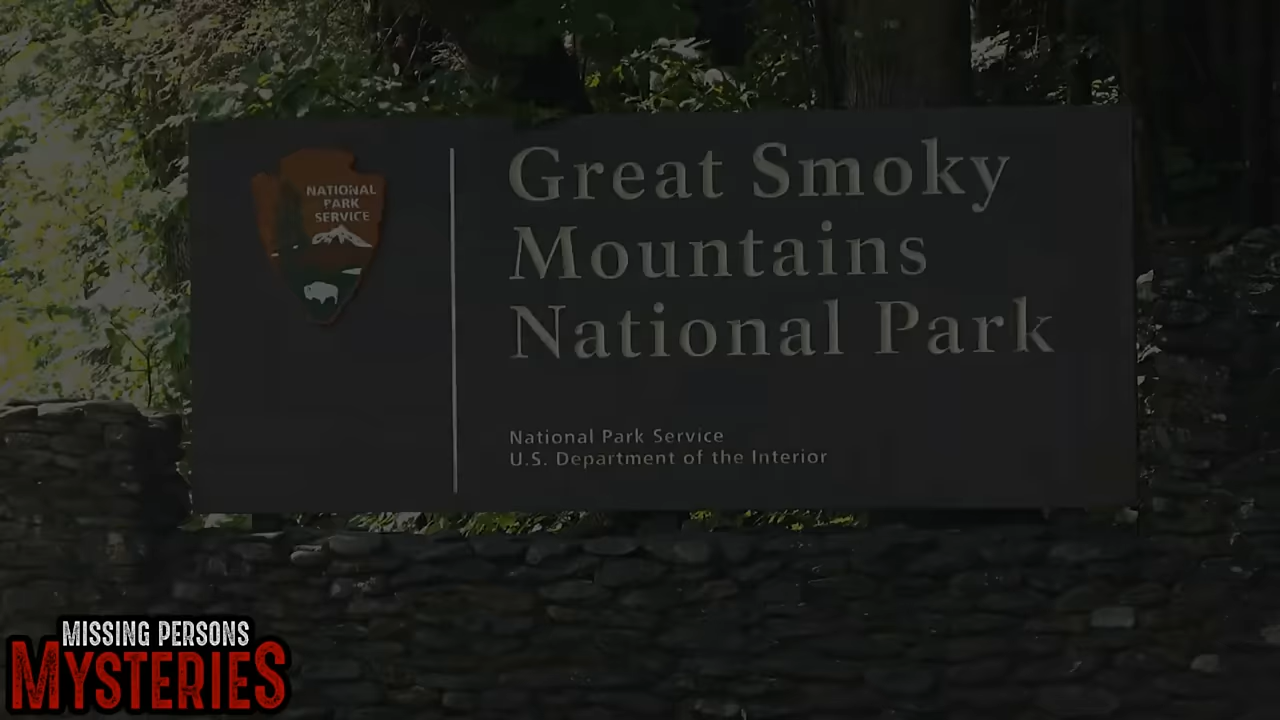 NATIONAL
PARK
SERVICE
Great Smoky
Mountains
National Park
National Park Service
U.S. Department of the Interior
MISSING PERSONS
MYSTERIES